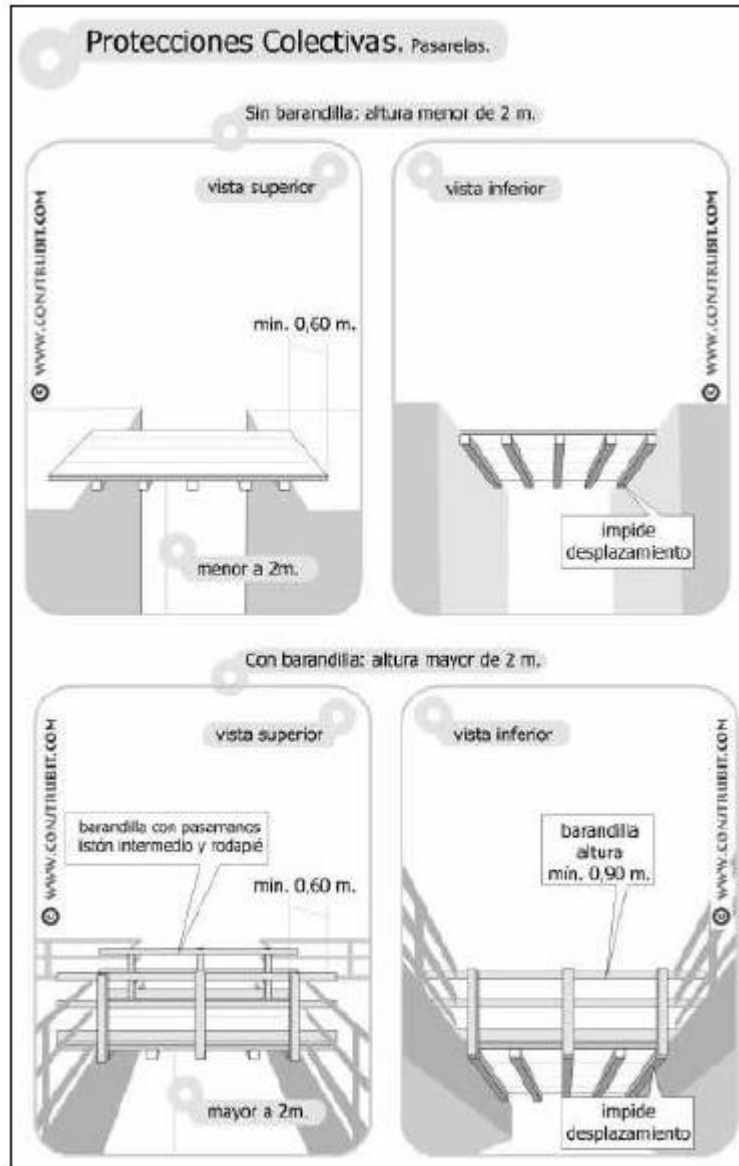 Protecciones Colectivas. Pasarelas.
Sin barandilla: altura menor de 2 m.
vista superior
vista inferior
© WWW.CONSTRUBIT.COM
© WWW.CONSTRUBIT.COM
min. 0,60 m.
impide
desplazamiento
menor a 2m.
Con barandilla: altura mayor de 2 m.
vista superior
vista inferior
© WWW.CONSTRUBIT.COM
© WWW.CONSTRUBIT.COM
barandilla con pasamanos
listón intermedio y rodapié
barandilla
altura
mín. 0,90 m.
min. 0,60 m.
mayor a 2m.
impide
desplazamiento